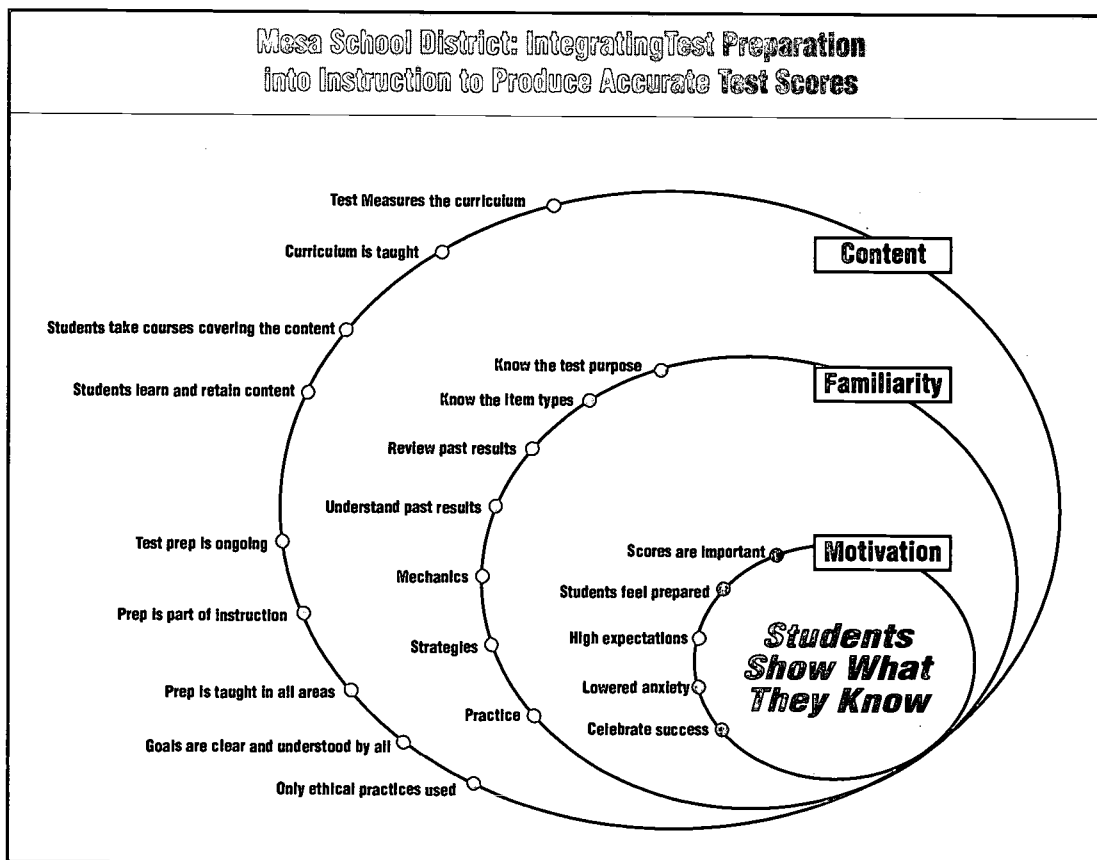 Mesa School District: IntegratingTest Preparation
into Instruction to Produce Accurate Test Scores
Content
Test Measures the curriculum
Curriculum is taught
Students take courses covering the content
Students learn and retain content
Test prep is ongoing
Prep is part of instruction
Prep is taught in all areas
Goals are clear and understood by all
Only ethical practices used
Familiarity
Know the test purpose
Know the item types
Review past results
Understand past results
Mechanics
Strategies
Practice
Motivation
Scores are important
Students feel prepared
High expectations
Lowered anxiety
Celebrate success
Students
Show What
They Know